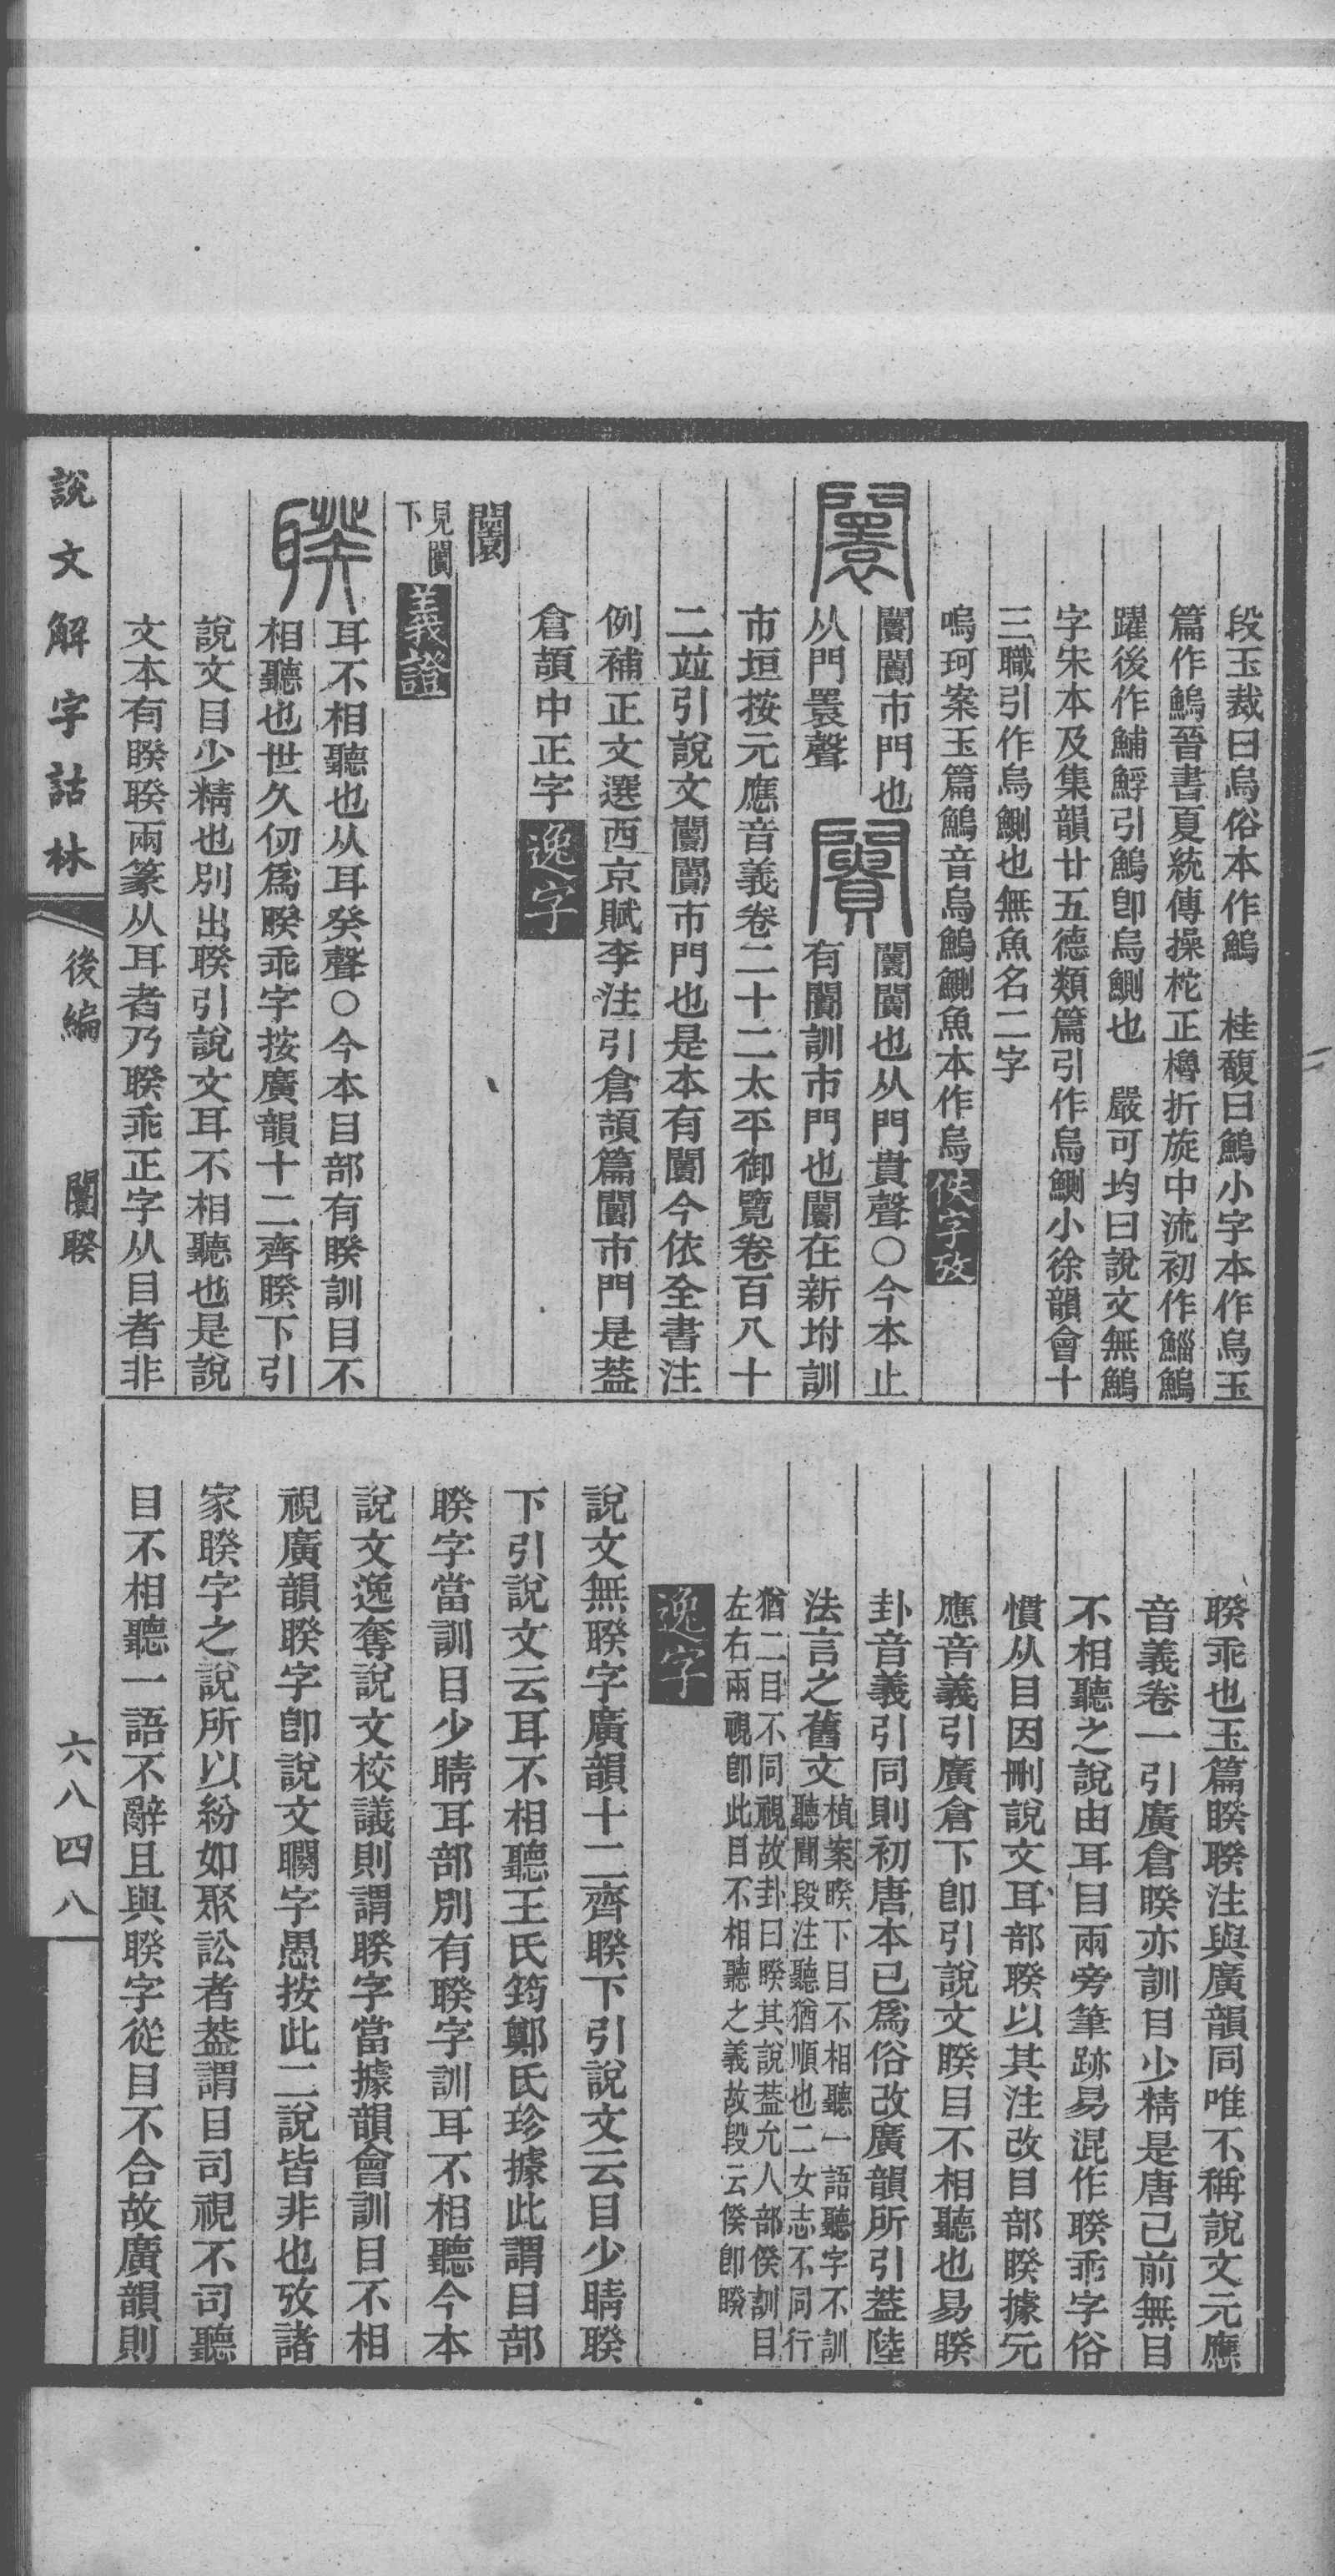 段玉裁曰烏俗本作鷠　桂馥曰鰞小字本作烏玉
篇作鰞晉書夏統傳操柁正櫓折旋中流初作鯔鰞
躍後作鯆䱐引鰞卽烏鰂也　嚴可均曰說文無鰞
字宋本及集韻廿五德類篇引作烏鰂小徐韻會十
三職引作烏鰂也無魚名二字
鳴珂案玉篇鰞音烏鰞鰂魚本作烏佚字攷
闤闤闠市門也
从門睘聲　闠闤闠也从門貴聲○今本止
有闠訓市門也闤在新坿訓
市垣按元應音義卷二十二太平御覽卷百八十
二竝引說文闤闠市門也是本有闤今依全書注
例補正文選西京賦李注引倉頡篇闤市門是葢
倉頡中正字逸字
闤
見闠下義證
聧耳不相聽也从耳癸聲○今本目部有睽訓目不
相聽也世久仞爲睽乖字按廣韻十二齊睽下引
說文目少精也別出聧引說文耳不相聽也是說
文本有睽聧兩篆从耳者乃聧乖正字从目者非
聧乖也玉篇睽聧注與廣韻同唯不稱說文元應
音義卷一引廣倉睽亦訓目少精是唐已前無目
不相聽之說由耳目兩旁筆跡易混作聧乖字俗
慣从目因刪說文耳部聧以其注改目部睽據元
應音義引廣倉下卽引說文睽目不相聽也易睽
卦音義引同則初唐本已爲俗改廣韻所引葢陸
法言之舊文楨案睽下目不相聽一語聽字不訓
聽聞段注聽猶順也二女志不同行
猶二目不同視故卦曰睽其說葢允人部傒訓目
左右兩視卽此目不相聽之義故段云傒卽睽
逸字
說文無聧字廣韻十二齊睽下引說文云目少睛聧
下引說文云耳不相聽王氏筠鄭氏珍據此謂目部
睽字當訓目少睛耳部別有聧字訓耳不相聽今本
說文逸奪說文校議則謂睽字當據韻會訓目不相
視廣韻聧字卽說文䦧字愚按此二說皆非也攷諸
家睽字之說所以紛如聚訟者葢謂目司視不司聽
目不相聽一語不辭且與睽字從目不合故廣韻則
說文解字詁林　後編　闤聧　六八四八